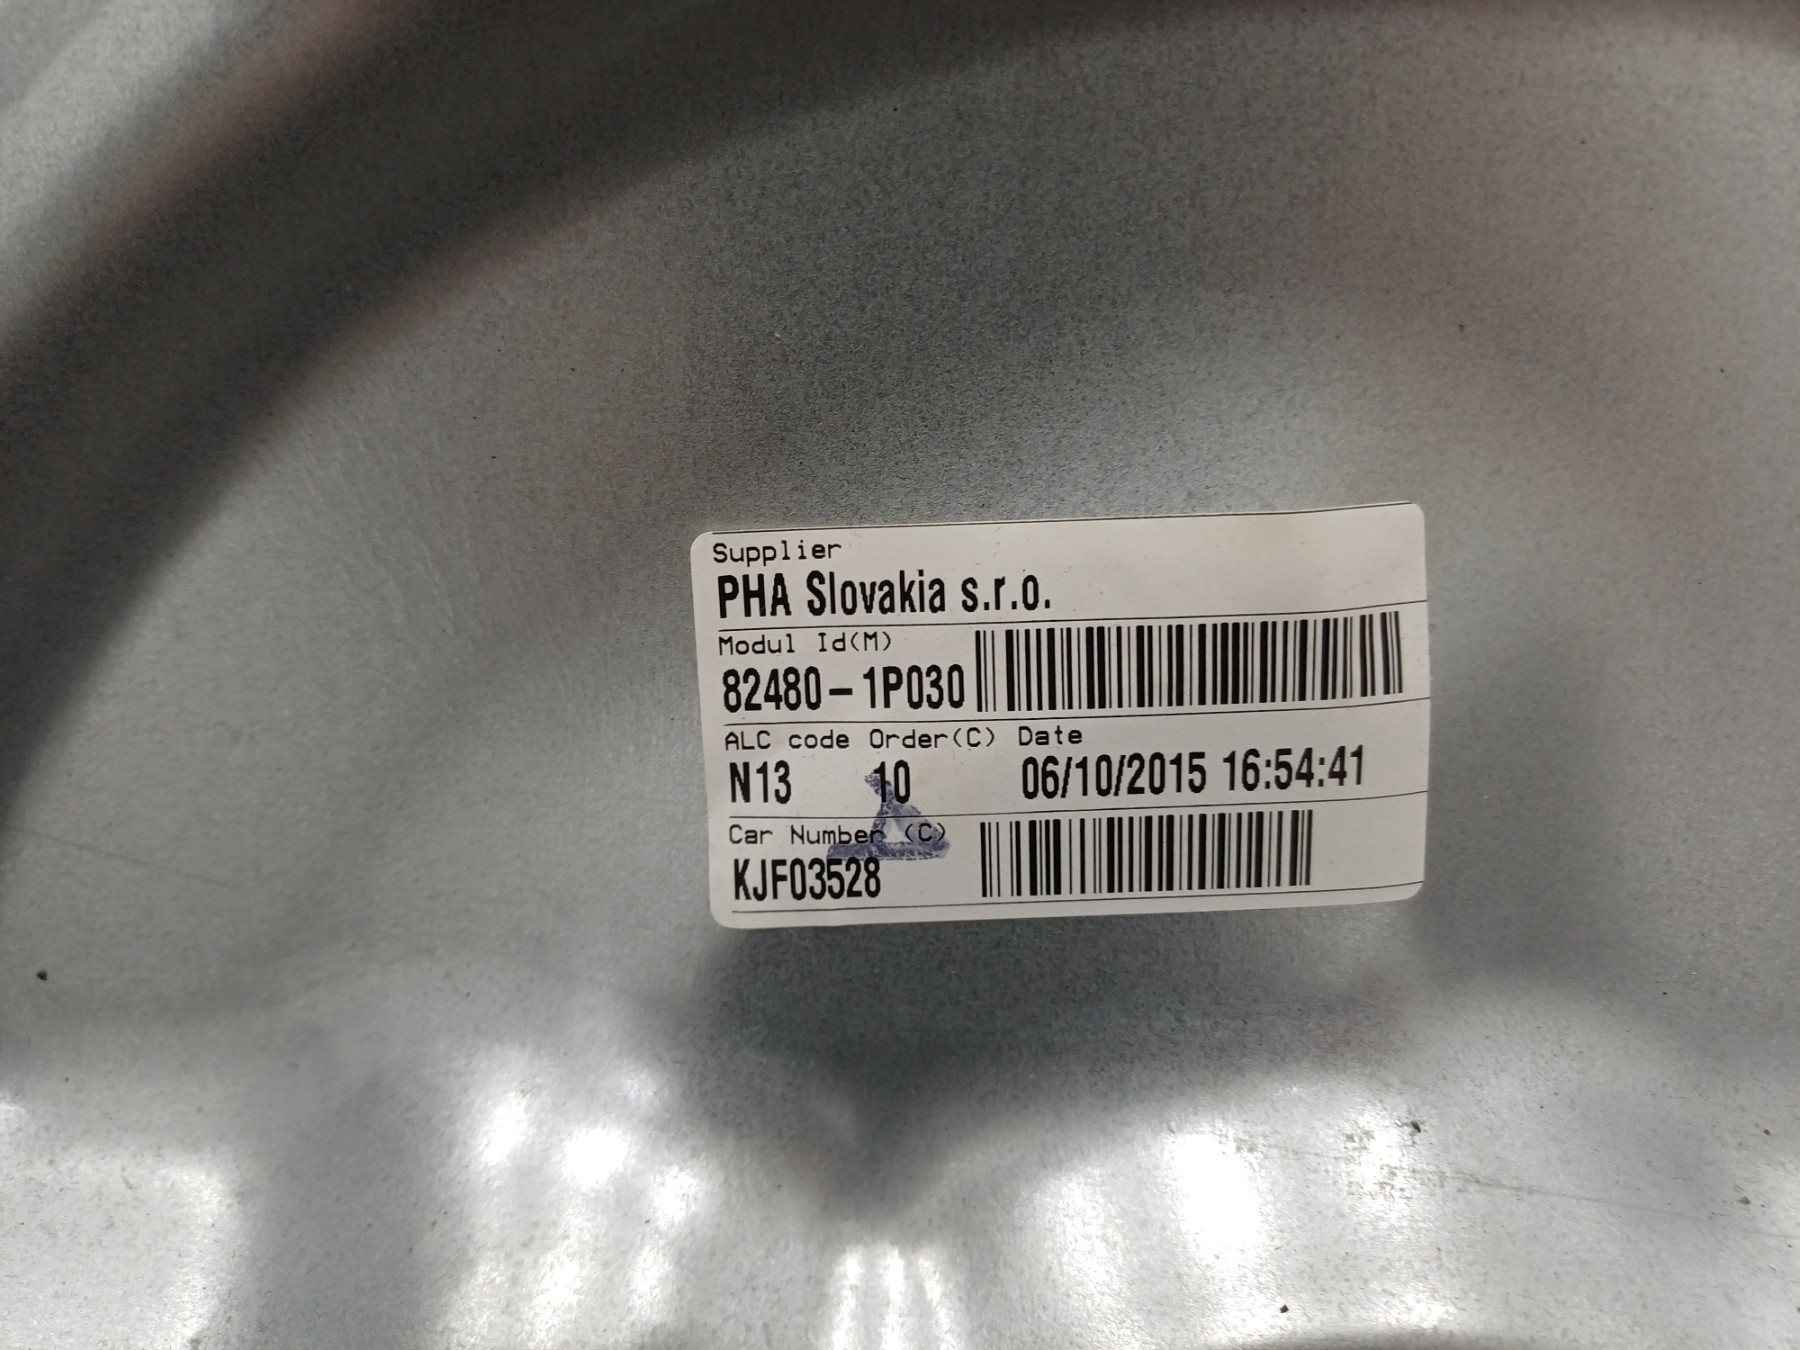 Supplier
PHA Slovakia s.r.o.
Modul Id(M)
82480-1P030
ALC code Order(C) Date
N13 10 06/10/2015 16:54:41
Car Number (C)
KJF03528